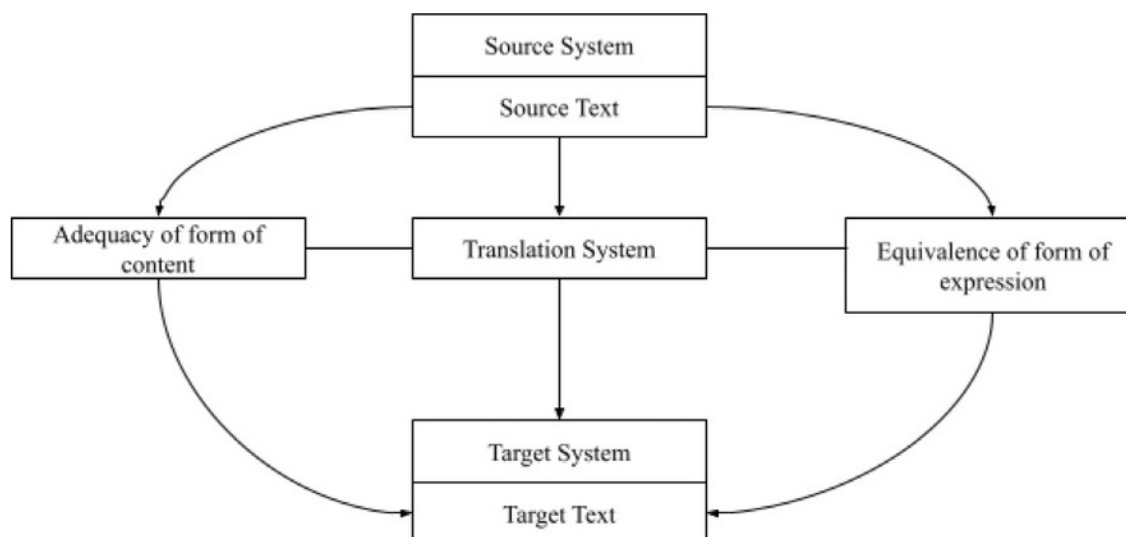 Source System
Source Text
Adequacy of form of
content
Translation System
Equivalence of form of
expression
Target System
Target Text